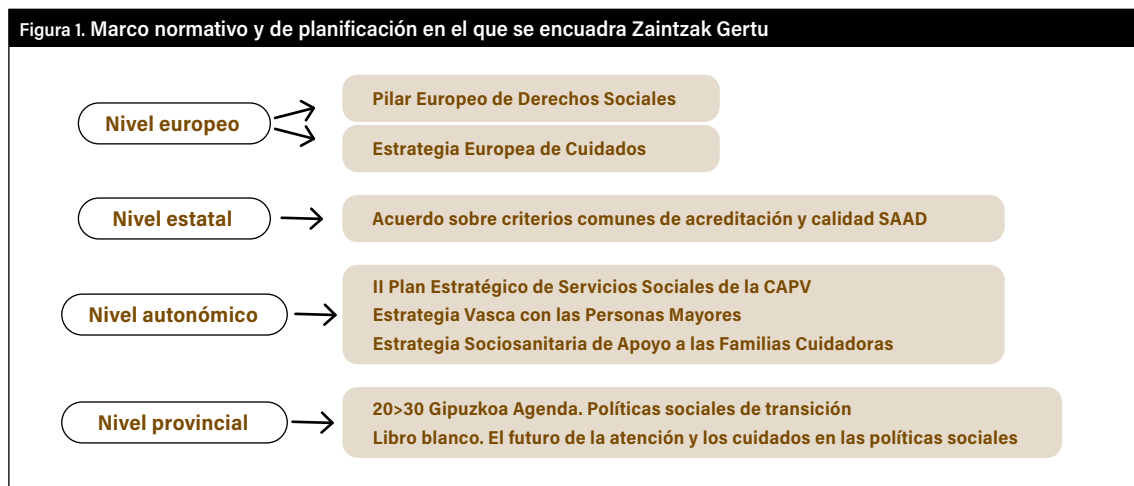 Figura 1. Marco normativo y de planificación en el que se encuadra Zaintzak Gertu
Nivel europeo
Pilar Europeo de Derechos Sociales
Estrategia Europea de Cuidados
Nivel estatal
Acuerdo sobre criterios comunes de acreditación y calidad SAAD
Nivel autonómico
II Plan Estratégico de Servicios Sociales de la CAPV
Estrategia Vasca con las Personas Mayores
Estrategia Sociosanitaria de Apoyo a las Familias Cuidadoras
Nivel provincial
20>30 Gipuzkoa Agenda. Políticas sociales de transición
Libro blanco. El futuro de la atención y los cuidados en las políticas sociales